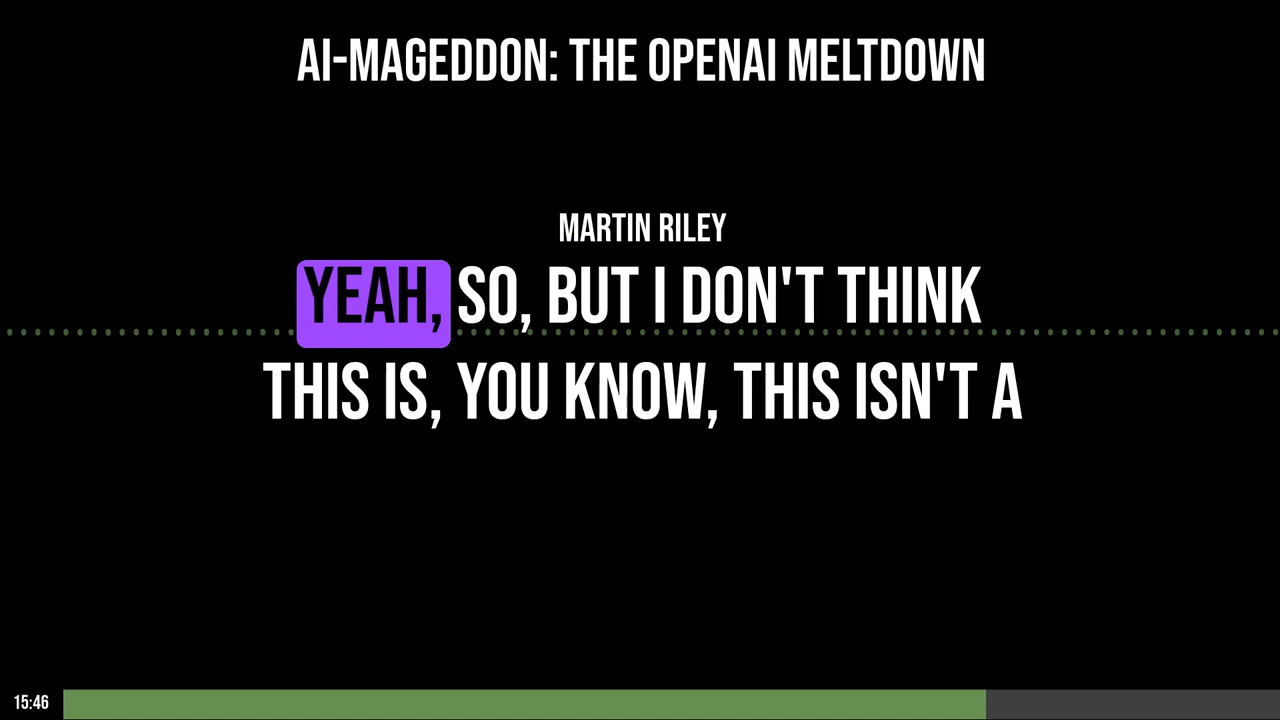 AI-MAGEDDON: THE OPENAI MELTDOWN
MARTIN RILEY
YEAH, SO, BUT I DON'T THINK
THIS IS, YOU KNOW, THIS ISN'T A
15:46